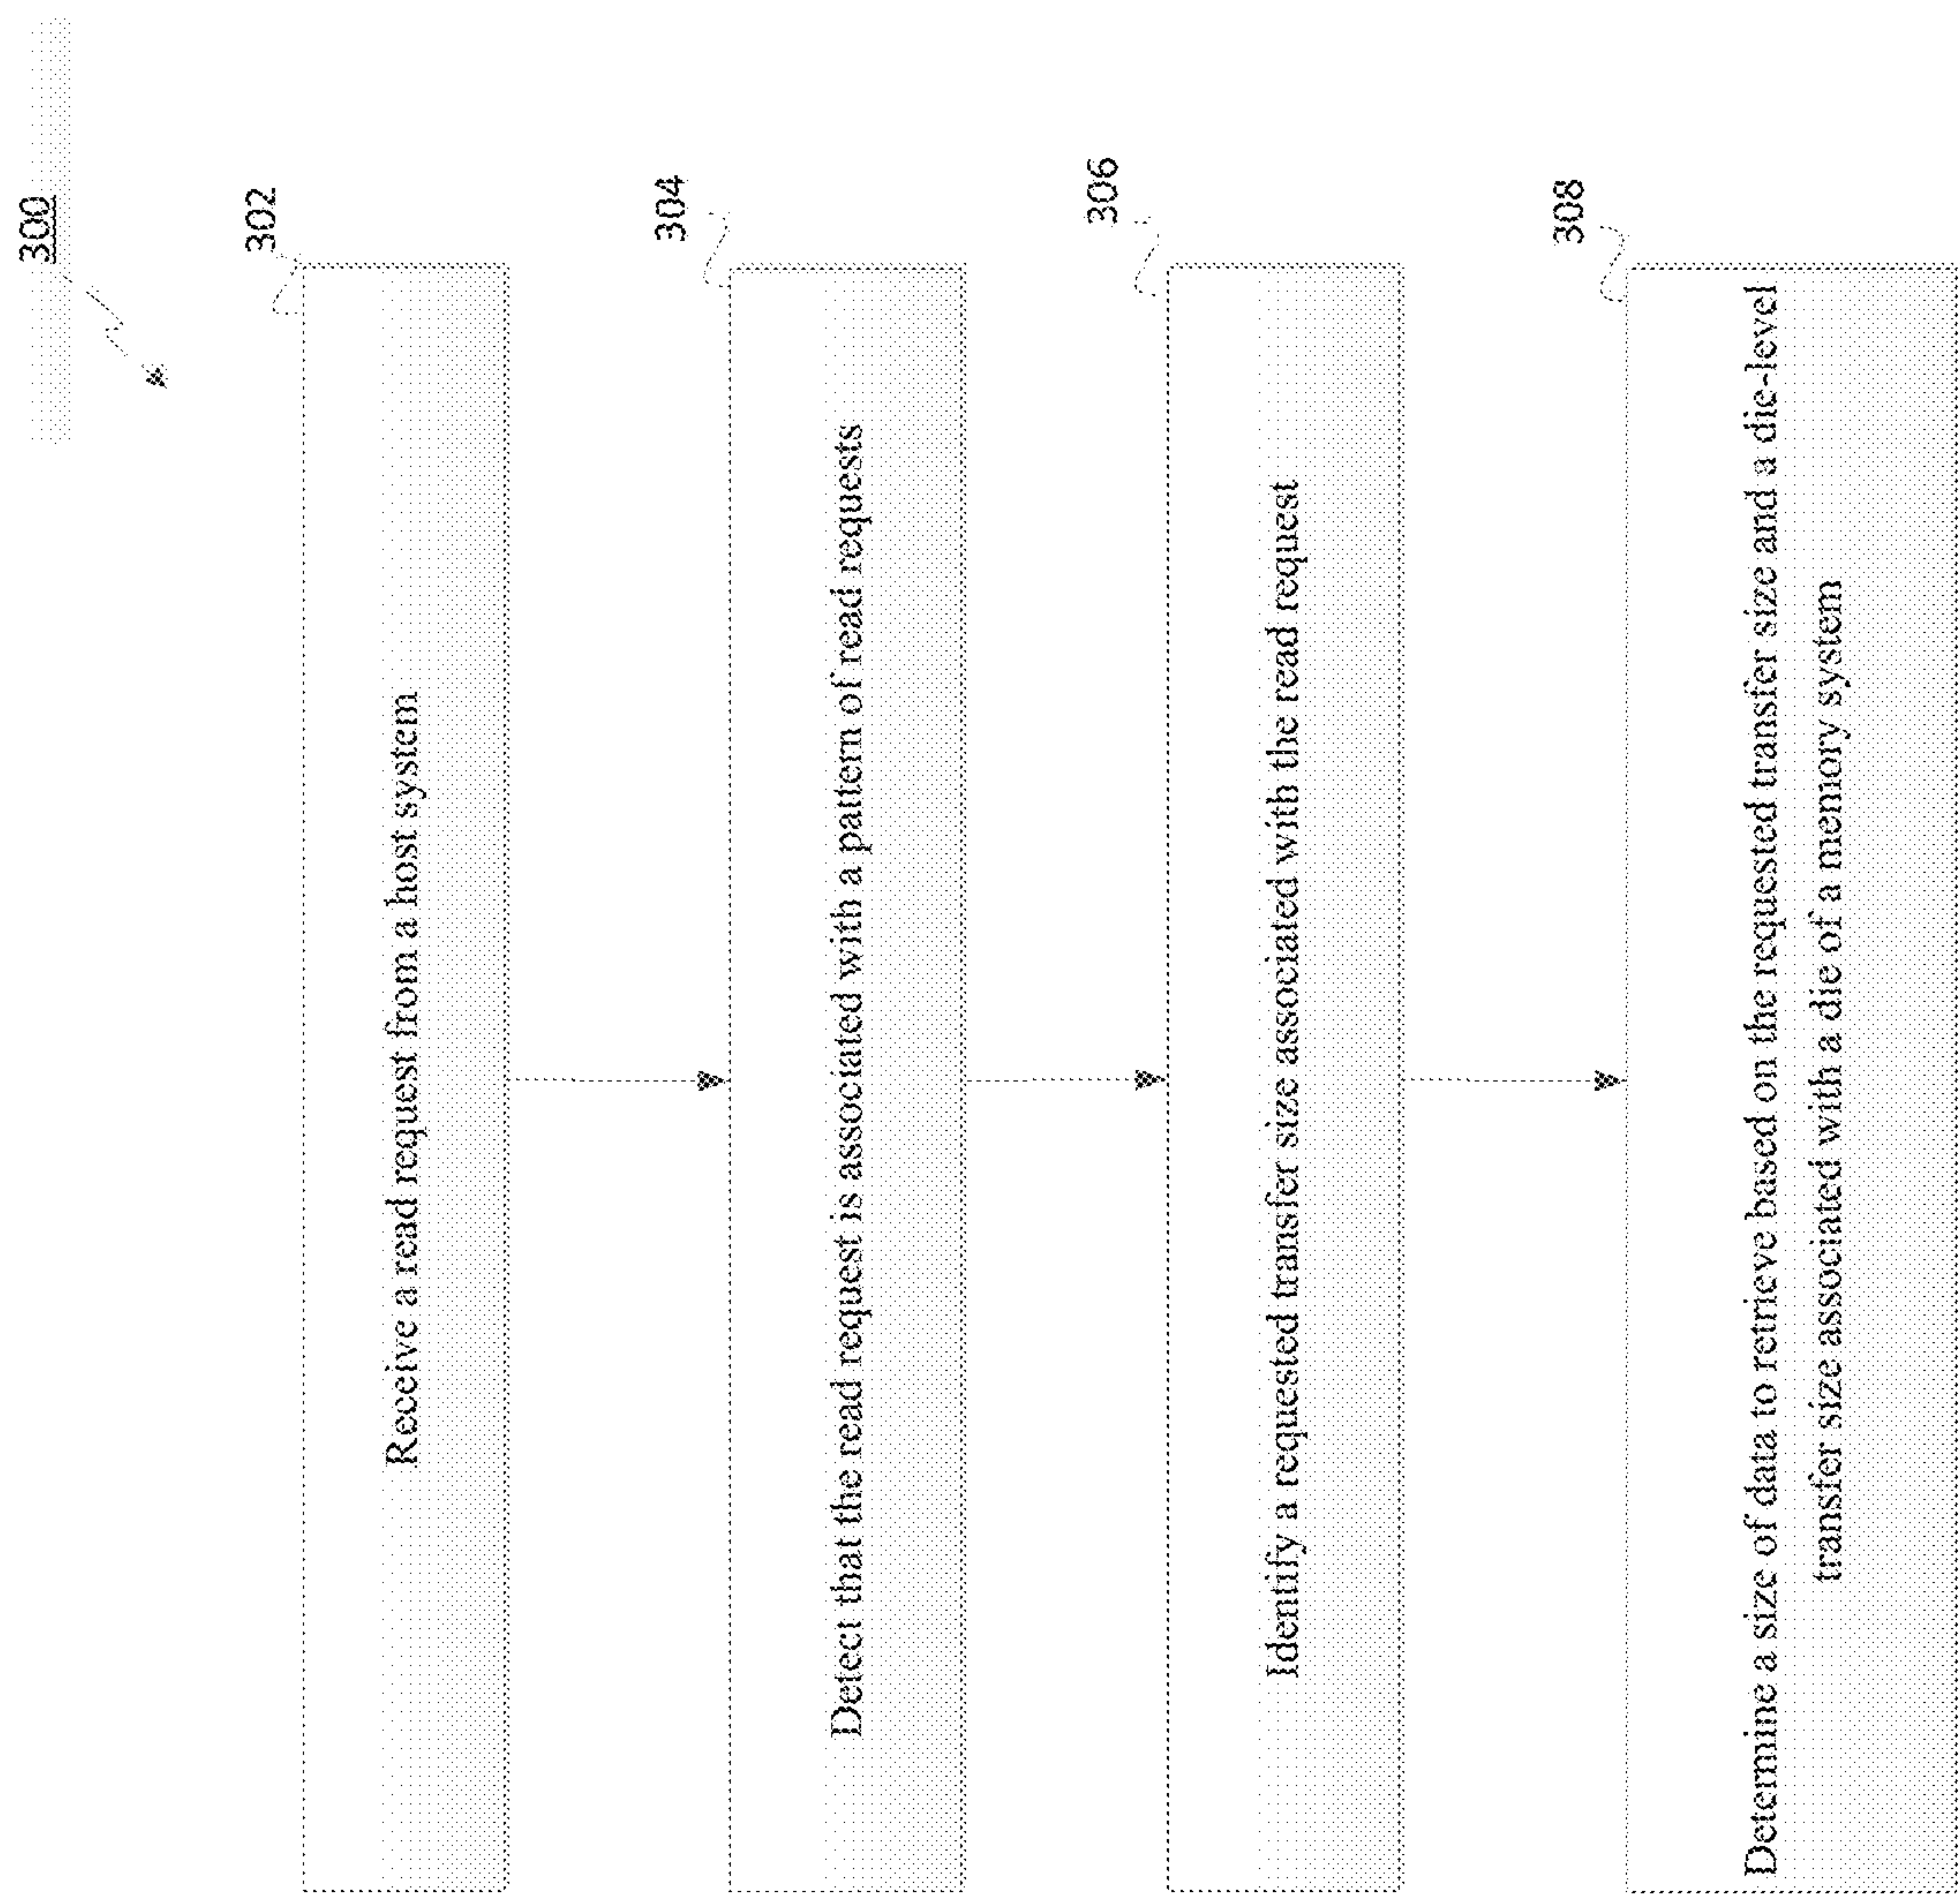 300
302
Receive a read request from a host system
304
Detect that the read request is associated with a pattern of read requests
306
Identify a requested transfer size associated with the read request
308
Determine a size of data to retrieve based on the requested transfer size and a die-level
transfer size associated with a die of a memory system